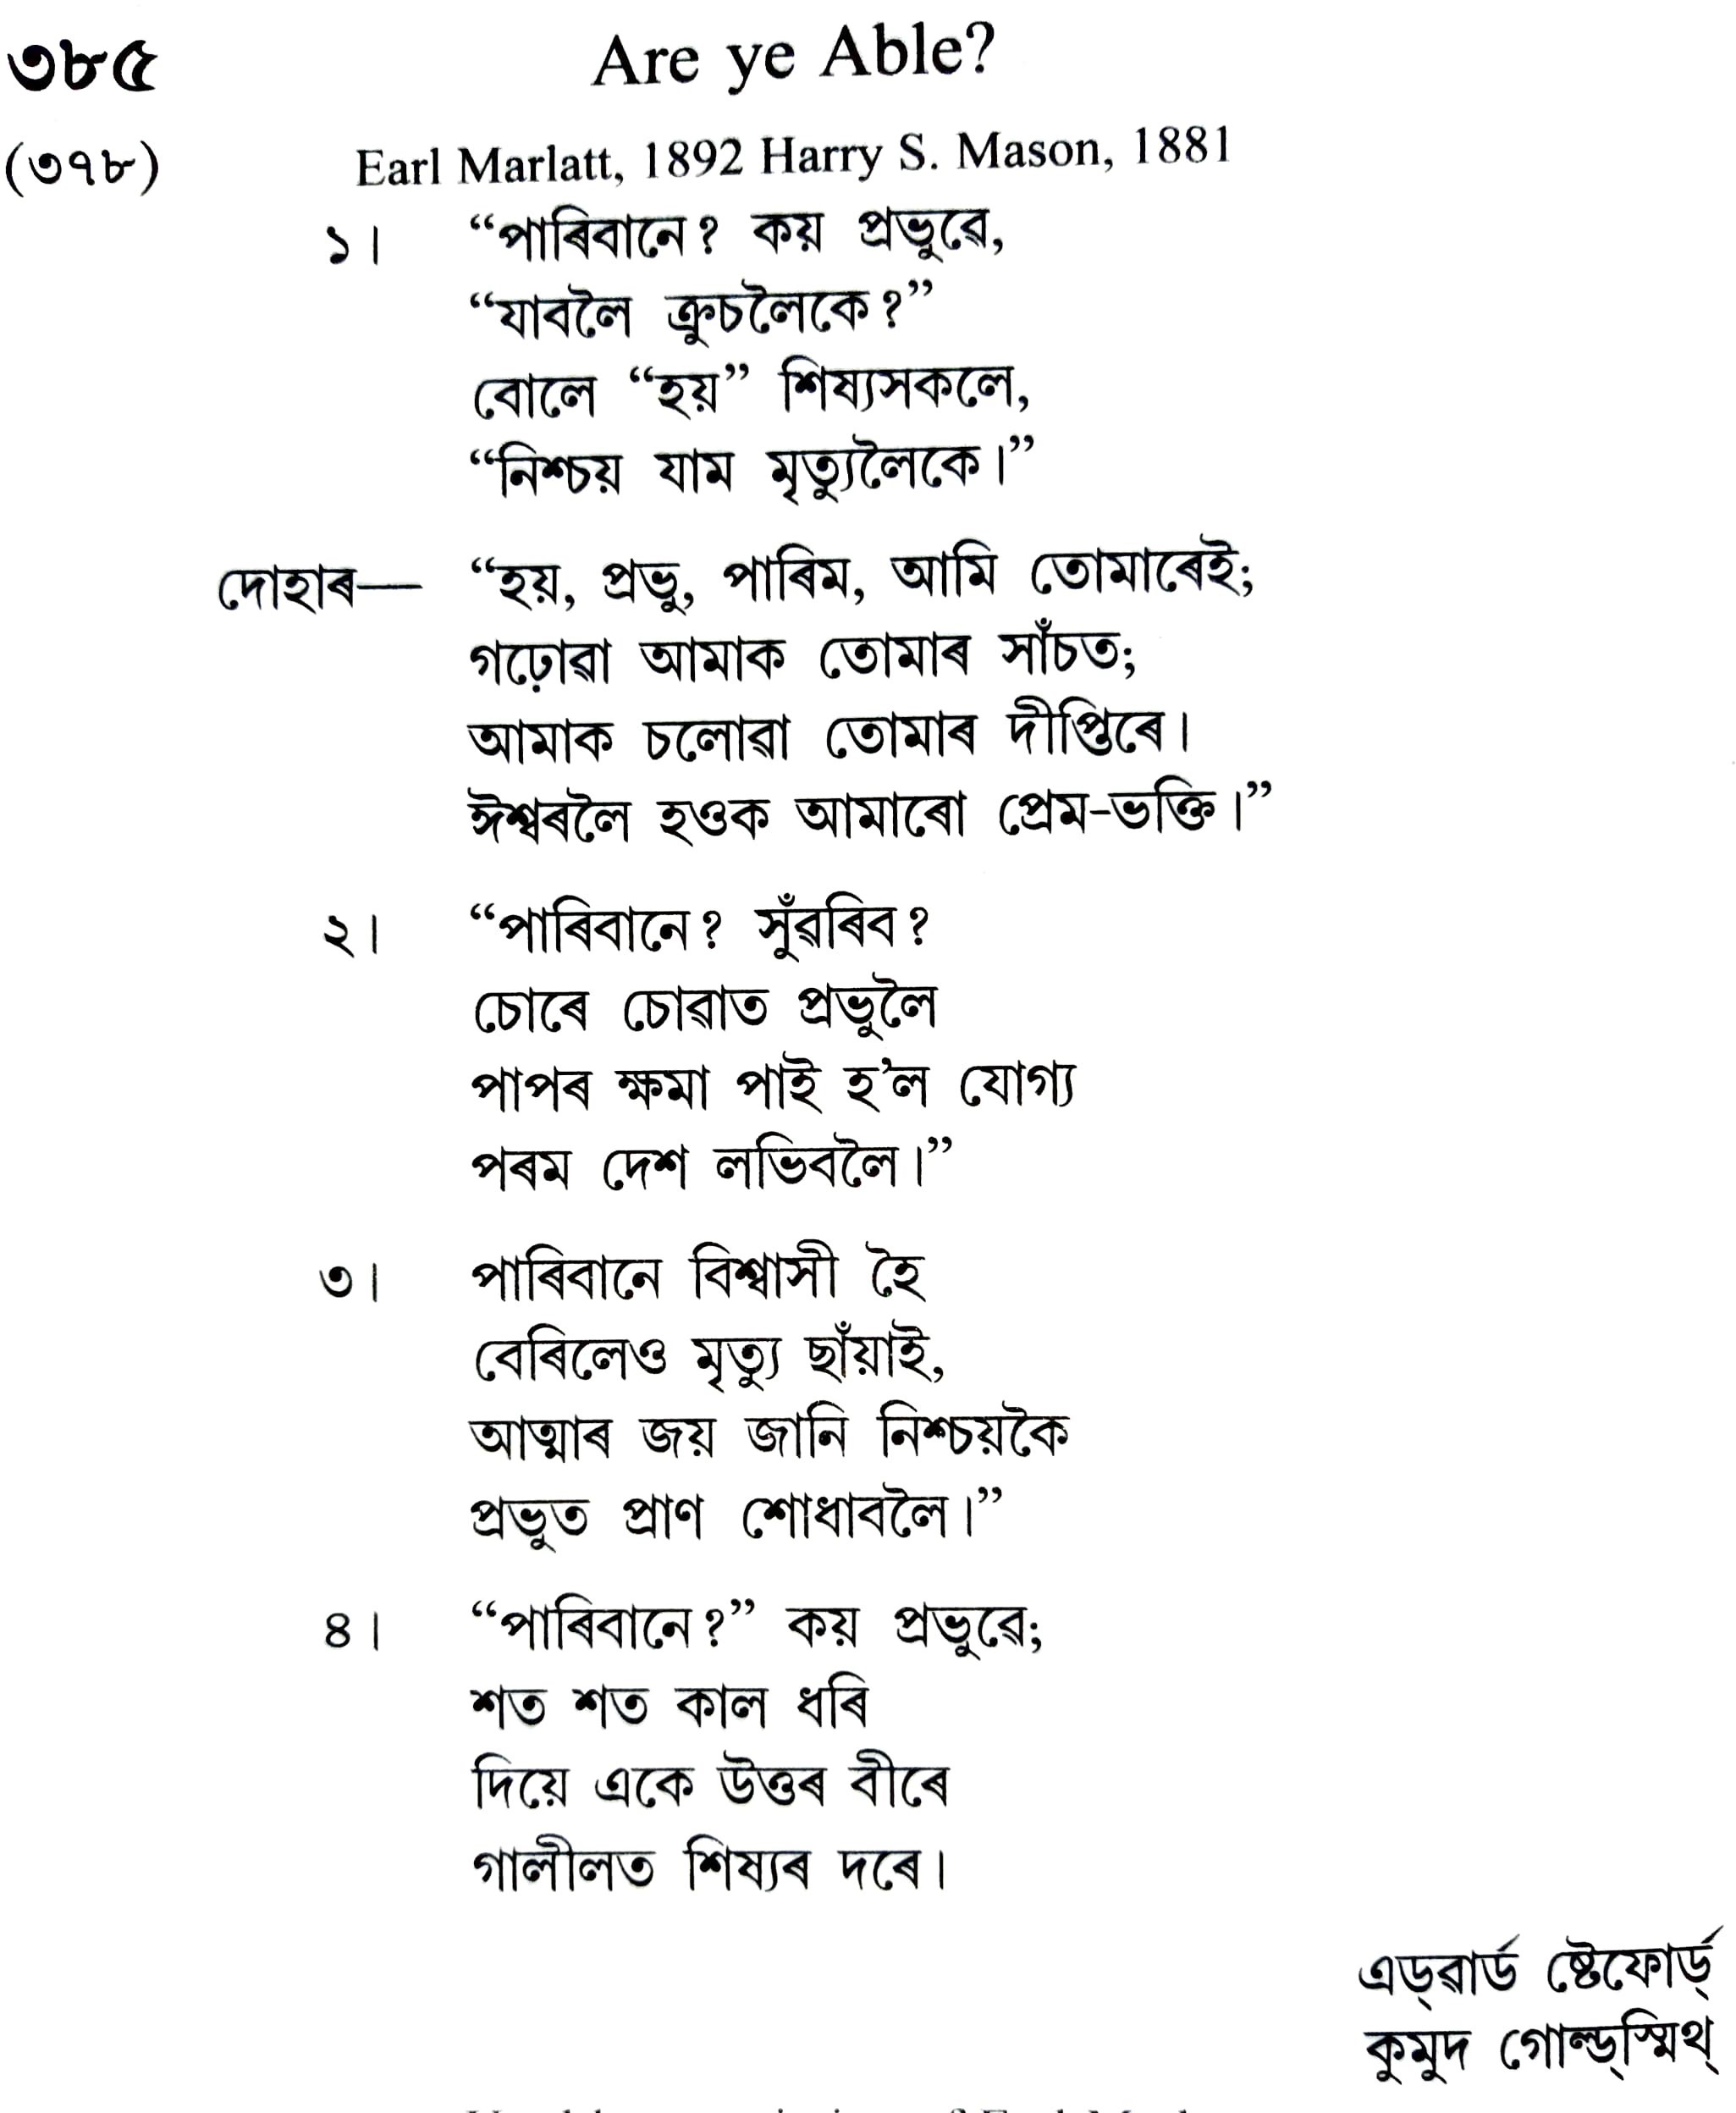 ৩৮৫ Are ye Able?
(৩৭৮) Earl Marlatt, 1892 Harry S. Mason, 1881
১। “পাৰিবানে? কয় প্ৰভুৱে,
“যাবলৈ ক্ৰুচলৈকে?”
বোলে “হয়” শিষ্যসকলে,
“নিশ্চয় যাম মৃত্যুলৈকে।”
দোহাৰ— “হয়, প্ৰভু, পাৰিম, আমি তোমাৰেই;
গঢ়োৱা আমাক তোমাৰ সাঁচত;
আমাক চলোৱা তোমাৰ দীপ্তিৰে।
ঈশ্বৰলৈ হওক আমাৰো প্ৰেম-ভক্তি।”
২। “পাৰিবানে? সুঁৱৰিব?
চোৰে চোৱাত প্ৰভুলৈ
পাপৰ ক্ষমা পাই হ'ল যোগ্য
পৰম দেশ লভিবলৈ।”
৩। পাৰিবানে বিশ্বাসী হৈ
বেৰিলেও মৃত্যু ছাঁয়াই,
আত্মাৰ জয় জানি নিশ্চয়কৈ
প্ৰভুত প্ৰাণ শোধাবলৈ।”
৪। “পাৰিবানে?” কয় প্ৰভুৱে;
শত শত কাল ধৰি
দিয়ে একে উত্তৰ বীৰে
গালীলত শিষ্যৰ দৰে।
এড্ৱাৰ্ড ষ্টেফোৰ্ড্
কুমুদ গোল্ড্স্মিথ্